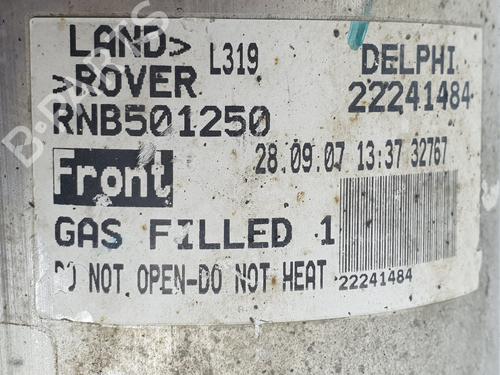 LAND> L319 DELPHI
>ROVER 22241484
RNB501250
Front 28.09.07 13:37 32767
GAS FILLED 1
DO NOT OPEN-DO NOT HEAT 22241484
B-PARTS